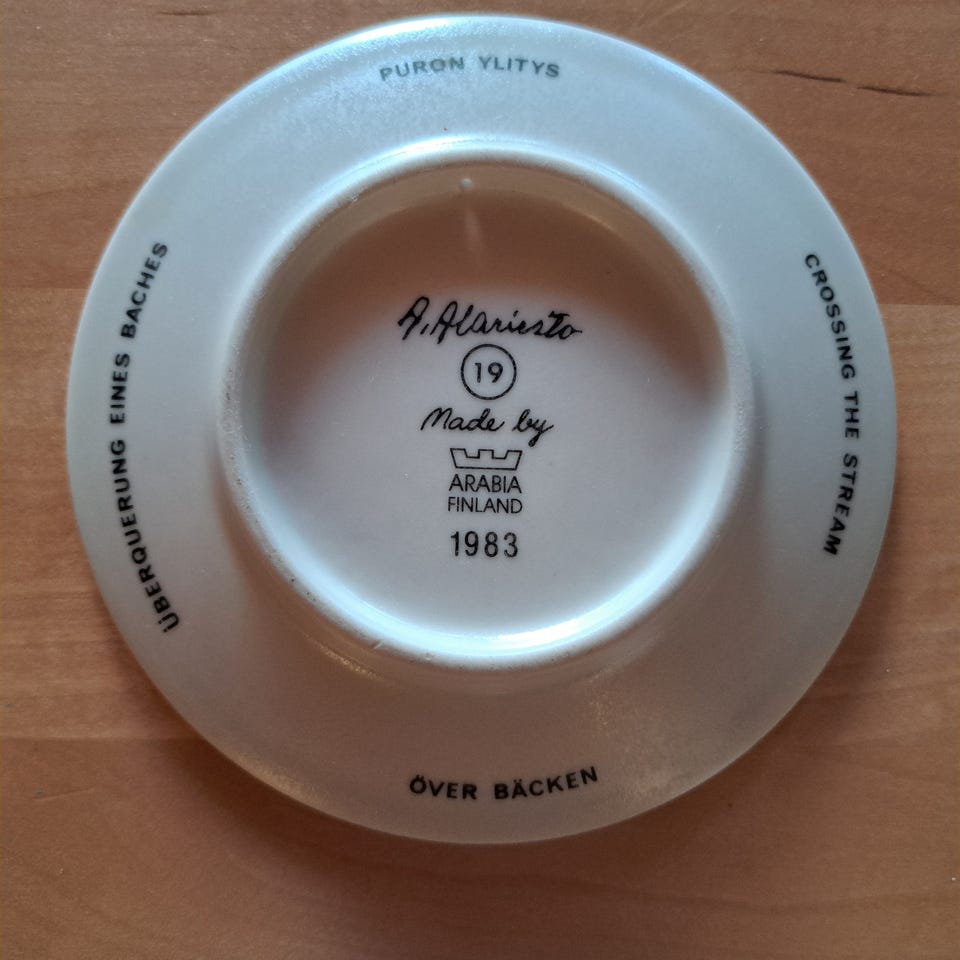 PURON YLITYS
ÜBERQUERUNG EINES BACHES
CROSSING THE STREAM
A. Alariesto
19
Made by
ARABIA
FINLAND
1983
ÖVER BÄCKEN